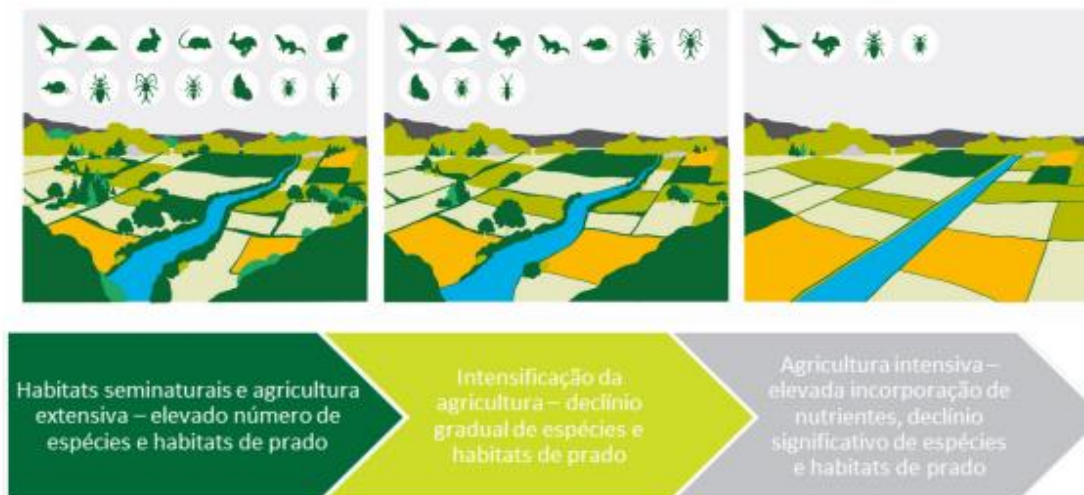 Habitats seminaturais e agricultura
extensiva – elevado número de
espécies e habitats de prado
Intensificação da
agricultura – declínio
gradual de espécies e
habitats de prado
Agricultura intensiva –
elevada incorporação de
nutrientes, declínio
significativo de espécies
e habitats de prado